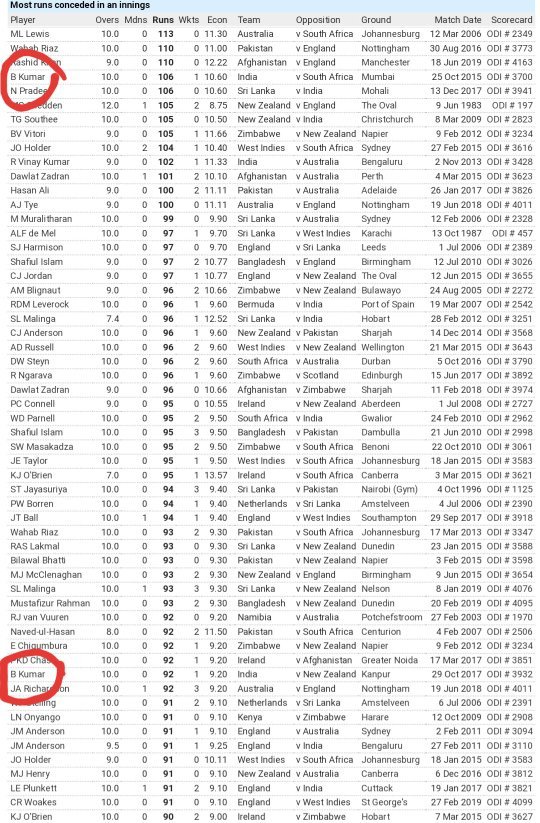 Most runs conceded in an innings
Player Overs Mdns Runs Wkts Econ Team Opposition Ground Match Date Scorecard
ML Lewis 10.0 0 113 0 11.30 Australia v South Africa Johannesburg 12 Mar 2006 ODI # 2349
Wahab Riaz 10.0 0 110 0 11.00 Pakistan v England Nottingham 30 Aug 2016 ODI # 3773
Rashid Khan 9.0 0 110 0 12.22 Afghanistan v England Manchester 18 Jun 2019 ODI # 4163
B Kumar 10.0 0 106 1 10.60 India v South Africa Mumbai 25 Oct 2015 ODI # 3700
N Pradeep 10.0 0 106 0 10.60 Sri Lanka v India Mohali 13 Dec 2017 ODI # 3941
12.0 1 105 2 8.75 New Zealand v England The Oval 9 Jun 1983 ODI # 197
TG Southee 10.0 0 105 0 10.50 New Zealand v India Christchurch 8 Mar 2009 ODI # 2823
BV Vitori 9.0 0 105 1 11.66 Zimbabwe v New Zealand Napier 9 Feb 2012 ODI # 3234
JO Holder 10.0 2 104 1 10.40 West Indies v South Africa Sydney 27 Feb 2015 ODI # 3616
R Vinay Kumar 9.0 0 102 1 11.33 India v Australia Bengaluru 2 Nov 2013 ODI # 3428
Dawlat Zadran 10.0 1 101 2 10.10 Afghanistan v Australia Perth 4 Mar 2015 ODI # 3623
Hasan Ali 9.0 0 100 2 11.11 Pakistan v Australia Adelaide 26 Jan 2017 ODI # 3826
AJ Tye 9.0 0 100 0 11.11 Australia v England Nottingham 19 Jun 2018 ODI # 4011
M Muralitharan 10.0 0 99 0 9.90 Sri Lanka v Australia Sydney 12 Feb 2006 ODI # 2328
ALF de Mel 10.0 0 97 1 9.70 Sri Lanka v West Indies Karachi 13 Oct 1987 ODI # 457
SJ Harmison 10.0 0 97 0 9.70 England v Sri Lanka Leeds 1 Jul 2006 ODI # 2389
Shafiul Islam 9.0 0 97 2 10.77 Bangladesh v England Birmingham 12 Jul 2010 ODI # 3026
CJ Jordan 9.0 0 97 1 10.77 England v New Zealand The Oval 12 Jun 2015 ODI # 3655
AM Blignaut 9.0 0 96 2 10.66 Zimbabwe v New Zealand Bulawayo 24 Aug 2005 ODI # 2272
RDM Leverock 10.0 0 96 1 9.60 Bermuda v India Port of Spain 19 Mar 2007 ODI # 2542
SL Malinga 7.4 0 96 1 12.52 Sri Lanka v India Hobart 28 Feb 2012 ODI # 3251
CJ Anderson 10.0 0 96 1 9.60 New Zealand v Pakistan Sharjah 14 Dec 2014 ODI # 3568
AD Russell 10.0 0 96 2 9.60 West Indies v New Zealand Wellington 21 Mar 2015 ODI # 3643
DW Steyn 10.0 0 96 2 9.60 South Africa v Australia Durban 5 Oct 2016 ODI # 3790
R Ngarava 10.0 0 96 1 9.60 Zimbabwe v Scotland Edinburgh 15 Jun 2017 ODI # 3892
Dawlat Zadran 9.0 0 96 0 10.66 Afghanistan v Zimbabwe Sharjah 11 Feb 2018 ODI # 3974
PC Connell 9.0 0 95 0 10.55 Ireland v New Zealand Aberdeen 1 Jul 2008 ODI # 2727
WD Parnell 10.0 0 95 2 9.50 South Africa v India Gwalior 24 Feb 2010 ODI # 2962
Shafiul Islam 10.0 0 95 3 9.50 Bangladesh v Pakistan Dambulla 21 Jun 2010 ODI # 2998
SW Masakadza 10.0 0 95 2 9.50 Zimbabwe v South Africa Benoni 22 Oct 2010 ODI # 3061
JE Taylor 10.0 0 95 1 9.50 West Indies v South Africa Johannesburg 18 Jan 2015 ODI # 3583
KJ O'Brien 7.0 0 95 1 13.57 Ireland v South Africa Canberra 3 Mar 2015 ODI # 3621
ST Jayasuriya 10.0 0 94 3 9.40 Sri Lanka v Pakistan Nairobi (Gym) 4 Oct 1996 ODI # 1125
PW Borren 10.0 0 94 1 9.40 Netherlands v Sri Lanka Amstelveen 4 Jul 2006 ODI # 2390
JT Ball 10.0 1 94 1 9.40 England v West Indies Southampton 29 Sep 2017 ODI # 3918
Wahab Riaz 10.0 0 93 2 9.30 Pakistan v South Africa Johannesburg 17 Mar 2013 ODI # 3347
RAS Lakmal 10.0 0 93 0 9.30 Sri Lanka v New Zealand Dunedin 23 Jan 2015 ODI # 3588
Bilawal Bhatti 10.0 0 93 0 9.30 Pakistan v New Zealand Napier 3 Feb 2015 ODI # 3598
MJ McClenaghan 10.0 0 93 2 9.30 New Zealand v England Birmingham 9 Jun 2015 ODI # 3654
SL Malinga 10.0 1 93 3 9.30 Sri Lanka v New Zealand Nelson 8 Jan 2019 ODI # 4076
Mustafizur Rahman 10.0 0 93 2 9.30 Bangladesh v New Zealand Dunedin 20 Feb 2019 ODI # 4095
RJ van Vuuren 10.0 0 92 0 9.20 Namibia v Australia Potchefstroom 27 Feb 2003 ODI # 1970
Naved-ul-Hasan 8.0 0 92 2 11.50 Pakistan v South Africa Centurion 4 Feb 2007 ODI # 2506
E Chigumbura 10.0 0 92 1 9.20 Zimbabwe v New Zealand Napier 9 Feb 2012 ODI # 3234
PKD Chase 10.0 0 92 1 9.20 Ireland v Afghanistan Greater Noida 17 Mar 2017 ODI # 3851
B Kumar 10.0 0 92 1 9.20 India v New Zealand Kanpur 29 Oct 2017 ODI # 3932
JA Richardson 10.0 1 92 3 9.20 Australia v England Nottingham 19 Jun 2018 ODI # 4011
10.0 0 91 2 9.10 Netherlands v Sri Lanka Amstelveen 6 Jul 2006 ODI # 2391
LN Onyango 10.0 0 91 0 9.10 Kenya v Zimbabwe Harare 12 Oct 2009 ODI # 2908
JM Anderson 10.0 0 91 1 9.10 England v Australia Sydney 2 Feb 2011 ODI # 3094
JM Anderson 9.5 0 91 1 9.25 England v India Bengaluru 27 Feb 2011 ODI # 3110
JO Holder 9.0 0 91 0 10.11 West Indies v South Africa Johannesburg 18 Jan 2015 ODI # 3583
MJ Henry 10.0 0 91 0 9.10 New Zealand v Australia Canberra 6 Dec 2016 ODI # 3812
LE Plunkett 10.0 1 91 2 9.10 England v India Cuttack 19 Jan 2017 ODI # 3821
CR Woakes 10.0 0 91 0 9.10 England v West Indies St George's 27 Feb 2019 ODI # 4099
KJ O'Brien 10.0 0 90 2 9.00 Ireland v Zimbabwe Hobart 7 Mar 2015 ODI # 3627